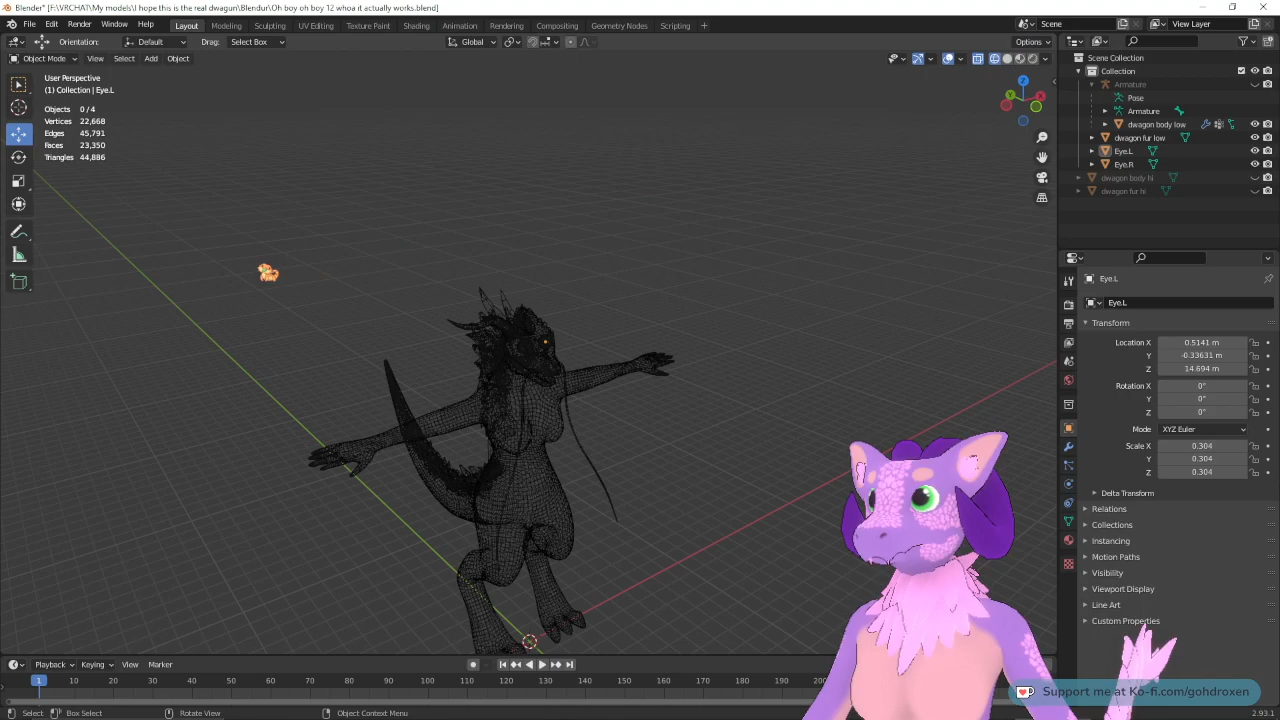 Blender* [F:\VRCHAT\My models\I hope this is the real dwagon\Blendur\Oh boy oh boy 12 whoa it actually works.blend]
File Edit Render Window Help Layout Modeling Sculpting UV Editing Texture Paint Shading Animation Rendering Compositing Geometry Nodes Scripting + Scene View Layer
Orientation: Default Drag: Select Box Global Options
Object Mode View Select Add Object
User Perspective
(1) Collection | Eye.L
Objects 0 / 4
Vertices 22,668
Edges 45,791
Faces 23,350
Triangles 44,886
Z
Y
X
Scene Collection
Collection
Armature
Pose
Armature
dwagon body low
dwagon fur low
Eye.L
Eye.R
dwagon body hi
dwagon fur hi
Eye.L
Eye.L
Transform
Location X 0.5141 m
Y -0.33631 m
Z 14.694 m
Rotation X 0°
Y 0°
Z 0°
Mode XYZ Euler
Scale X 0.304
Y 0.304
Z 0.304
Delta Transform
Relations
Collections
Instancing
Motion Paths
Visibility
Viewport Display
Line Art
Custom Properties
Playback Keying View Marker
1 10 20 30 40 50 60 70 80 90 100 110 120 130 140 150 160 170 180 190 200
Support me at Ko-fi.com/gohdroxen
Select Box Select Rotate View Object Context Menu 2.93.1